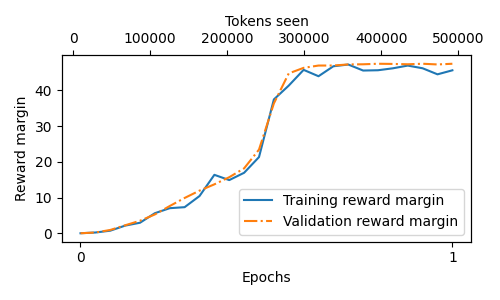 Tokens seen
0 100000 200000 300000 400000 500000
Reward margin
40
30
20
10
0
Training reward margin
Validation reward margin
0 1
Epochs